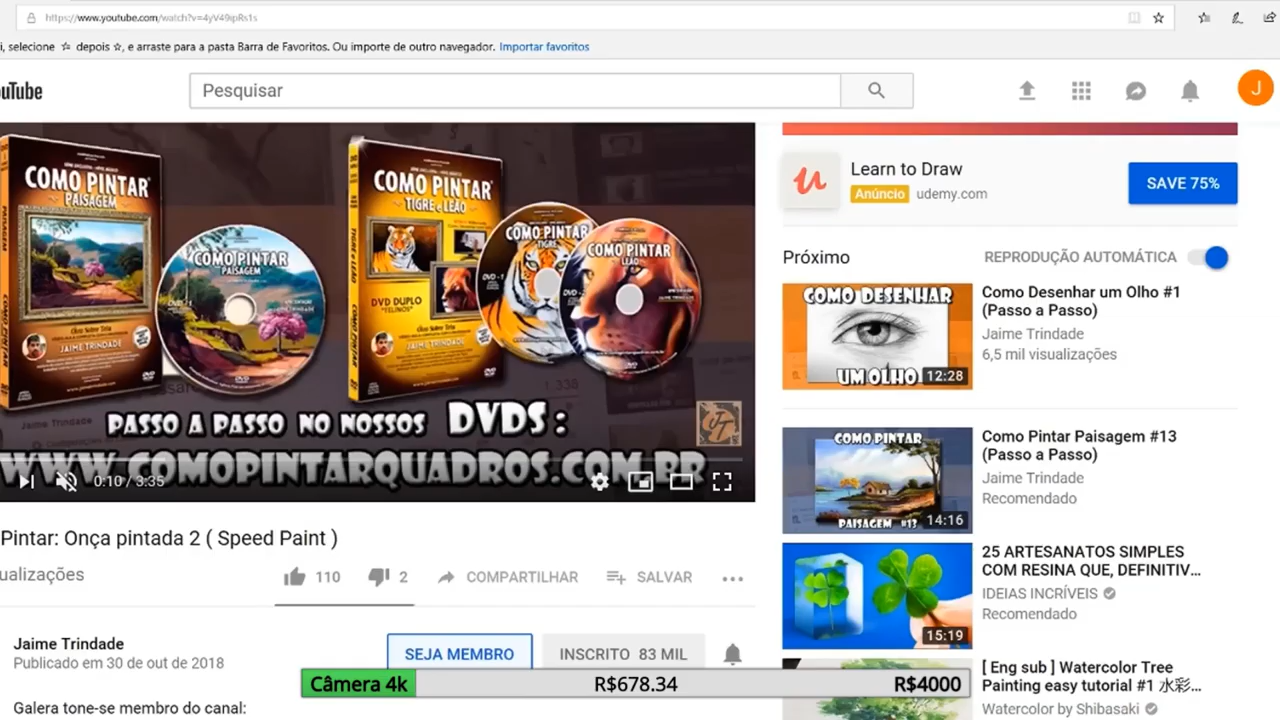 https://www.youtube.com/watch?v=4yV49ipRs1s
i, selecione ☆ depois ☆, e arraste para a pasta Barra de Favoritos. Ou importe de outro navegador. Importar favoritos
ouTube
Pesquisar
J
COMO PINTAR
PAISAGEM
JAIME TRINDADE
PAISAGEM
COMO PINTAR
PAISAGEM
DVD
COMO PINTAR
TIGRE e LEÃO
DVD DUPLO
"FELINOS"
JAIME TRINDADE
COMO PINTAR
TIGRE
DVD - 1
COMO PINTAR
LEÃO
PASSO A PASSO NO NOSSOS DVDS :
WWW.COMOPINTARQUADROS.COM.BR
JT
0:10 / 3:35
Pintar: Onça pintada 2 ( Speed Paint )
ualizações
110
2
COMPARTILHAR
SALVAR
Jaime Trindade
Publicado em 30 de out de 2018
SEJA MEMBRO
INSCRITO 83 MIL
Galera tone-se membro do canal:
Câmera 4k
R$678.34
R$4000
Learn to Draw
Anúncio udemy.com
SAVE 75%
Próximo
REPRODUÇÃO AUTOMÁTICA
COMO DESENHAR
UM OLHO
12:28
Como Desenhar um Olho #1
(Passo a Passo)
Jaime Trindade
6,5 mil visualizações
COMO PINTAR
PAISAGEM #13
14:16
Como Pintar Paisagem #13
(Passo a Passo)
Jaime Trindade
Recomendado
15:19
25 ARTESANATOS SIMPLES
COM RESINA QUE, DEFINITIV...
IDEIAS INCRÍVEIS
Recomendado
[ Eng sub ] Watercolor Tree
Painting easy tutorial #1 水彩...
Watercolor by Shibasaki